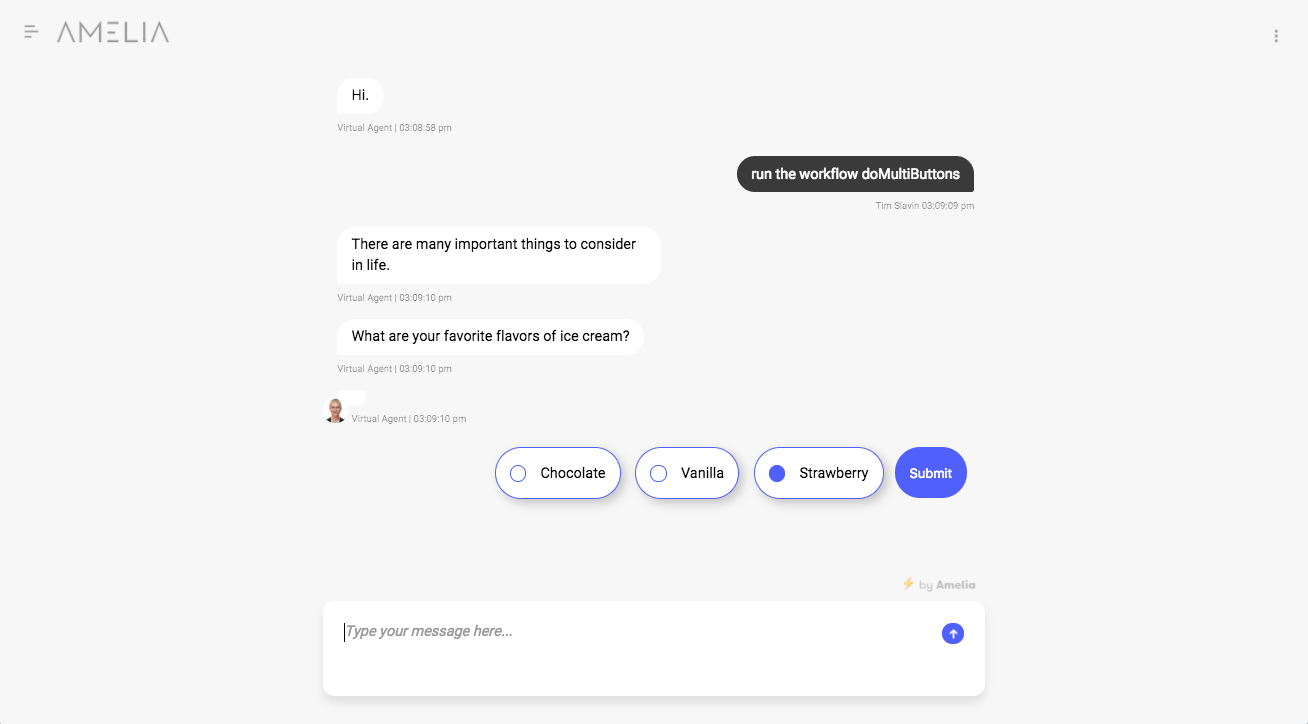 AMELIA
Hi.
Virtual Agent | 03:08:58 pm
run the workflow doMultiButtons
Tim Slavin 03:09:09 pm
There are many important things to consider
in life.
Virtual Agent | 03:09:10 pm
What are your favorite flavors of ice cream?
Virtual Agent | 03:09:10 pm
Virtual Agent | 03:09:10 pm
Chocolate Vanilla Strawberry Submit
by Amelia
Type your message here...